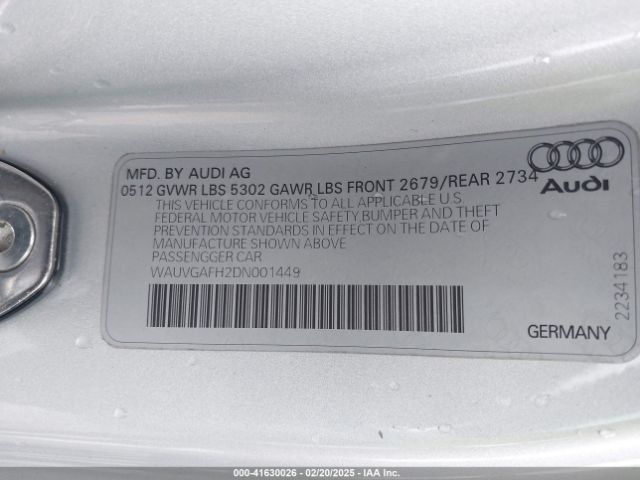 MFD. BY AUDI AG
0512 GVWR LBS 5302 GAWR LBS FRONT 2679/REAR 2734
THIS VEHICLE CONFORMS TO ALL APPLICABLE U.S
FEDERAL MOTOR VEHICLE SAFETY,BUMPER AND THEFT
PREVENTION STANDARDS IN EFFECT ON THE DATE OF
MANUFACTURE SHOWN ABOVE
PASSENGGER CAR
WAUVGAFH2DN001449
Audi
2234183
GERMANY
000-41630026 - 02/20/2025 - IAA Inc.